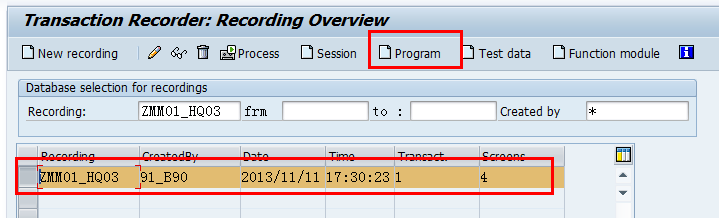 Transaction Recorder: Recording Overview
New recording Process Session Program Test data Function module
Database selection for recordings
Recording: ZMM01_HQ03 frm to : Created by *
Recording CreatedBy Date Time Transact. Screens
ZMM01_HQ03 91_B90 2013/11/11 17:30:23 1 4